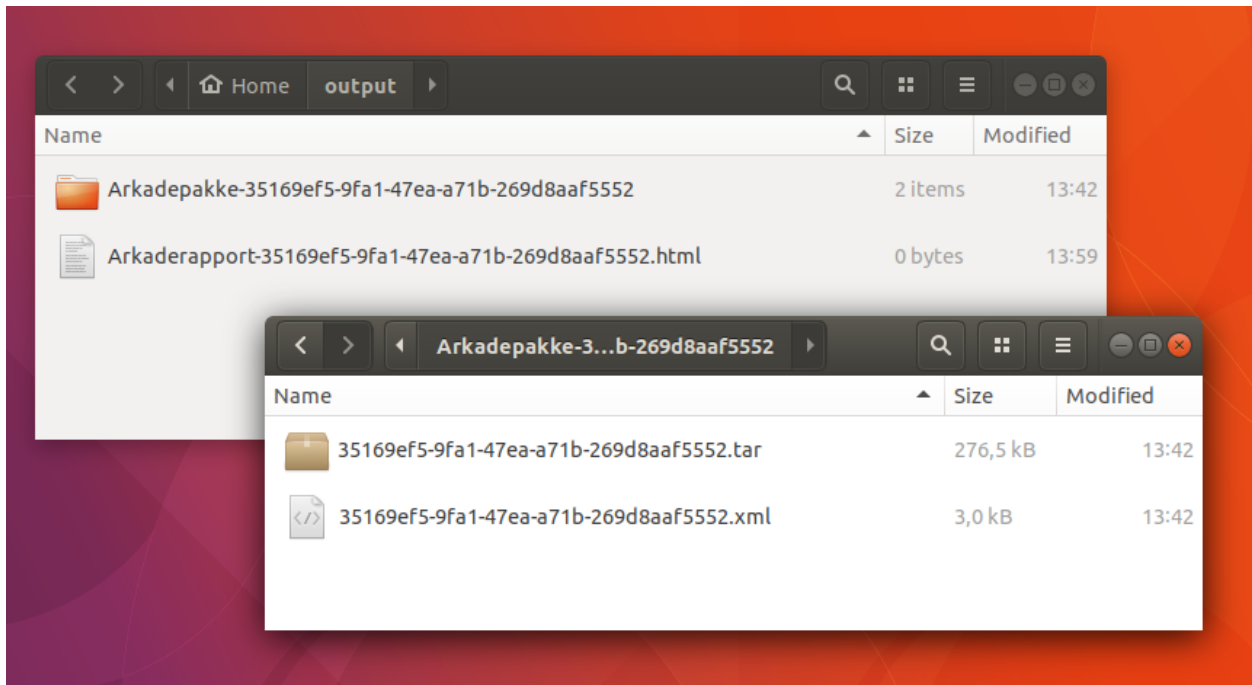 Home output
Name Size Modified
Arkadepakke-35169ef5-9fa1-47ea-a71b-269d8aaf5552 2 items 13:42
Arkaderapport-35169ef5-9fa1-47ea-a71b-269d8aaf5552.html 0 bytes 13:59
Arkadepakke-3...b-269d8aaf5552
Name Size Modified
35169ef5-9fa1-47ea-a71b-269d8aaf5552.tar 276,5 kB 13:42
35169ef5-9fa1-47ea-a71b-269d8aaf5552.xml 3,0 kB 13:42